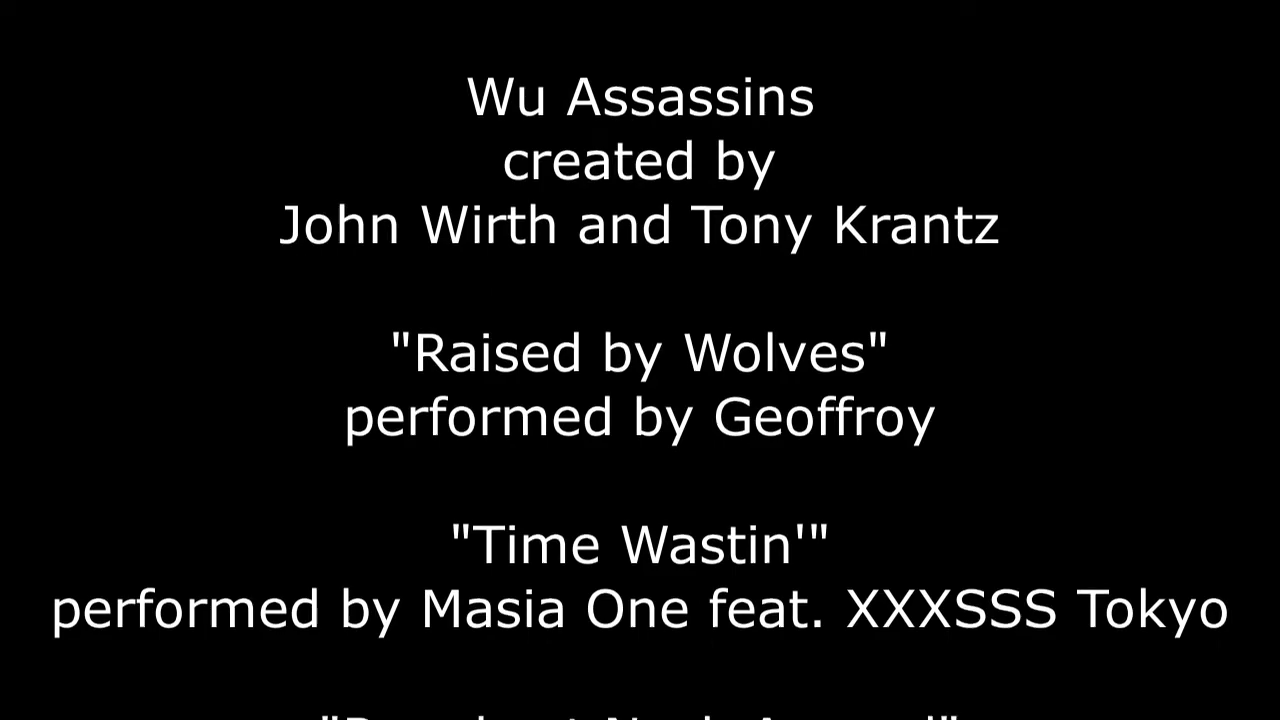 Wu Assassins
created by
John Wirth and Tony Krantz
"Raised by Wolves"
performed by Geoffroy
"Time Wastin'"
performed by Masia One feat. XXXSSS Tokyo